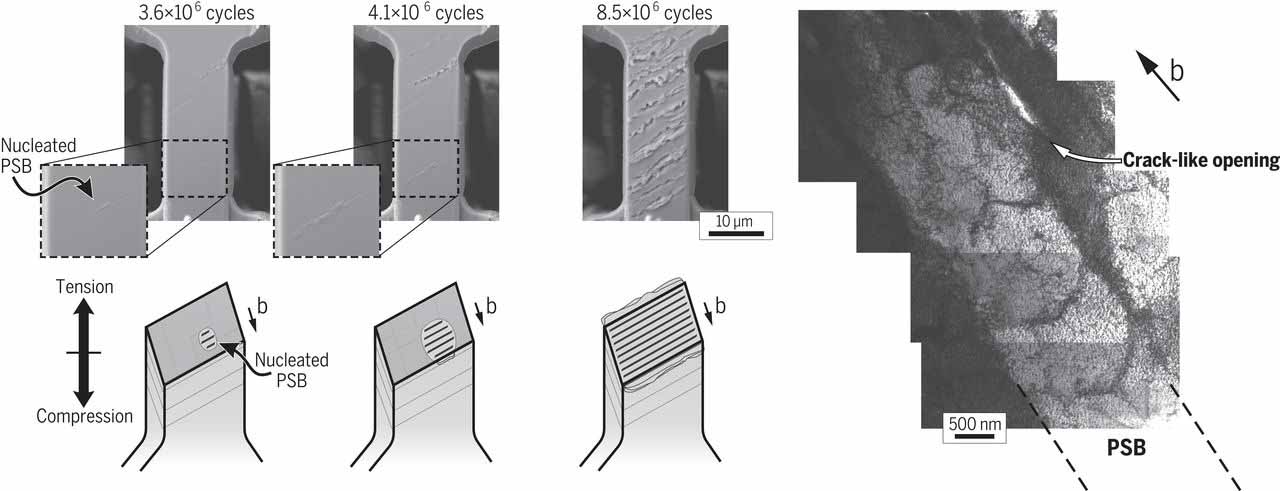 3.6×10⁶ cycles
4.1×10⁶ cycles
8.5×10⁶ cycles
Nucleated
PSB
10 µm
Tension
Compression
b
Nucleated
PSB
b
b
b
Crack-like opening
500 nm
PSB